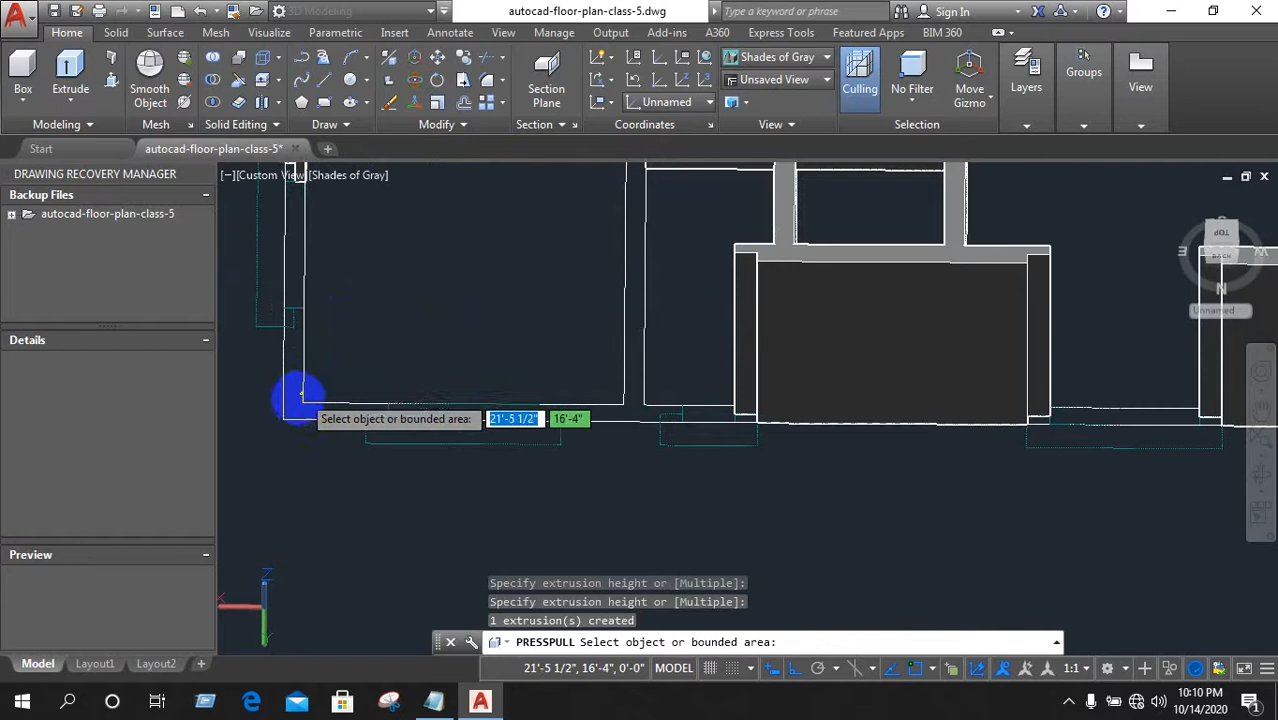 3D Modeling
autocad-floor-plan-class-5.dwg
Type a keyword or phrase
Sign In
Home Solid Surface Mesh Visualize Parametric Insert Annotate View Manage Output Add-ins A360 Express Tools Featured Apps BIM 360
Box
Extrude
Smooth Object
Section Plane
Shades of Gray
Unsaved View
Unnamed
Culling
No Filter
Move Gizmo
Layers
Groups
View
Modeling
Mesh
Solid Editing
Draw
Modify
Section
Coordinates
View
Selection
Start
autocad-floor-plan-class-5*
DRAWING RECOVERY MANAGER
Backup Files
autocad-floor-plan-class-5
Details
Preview
[−][Custom View][Shades of Gray]
TOP
BACK
E
W
N
Unnamed
Select object or bounded area: 21'-5 1/2" 16'-4"
X
Z
Specify extrusion height or [Multiple]:
Specify extrusion height or [Multiple]:
1 extrusion(s) created
PRESSPULL Select object or bounded area:
Model Layout1 Layout2
21'-5 1/2", 16'-4", 0'-0" MODEL
1:1
10:10 PM
10/14/2020